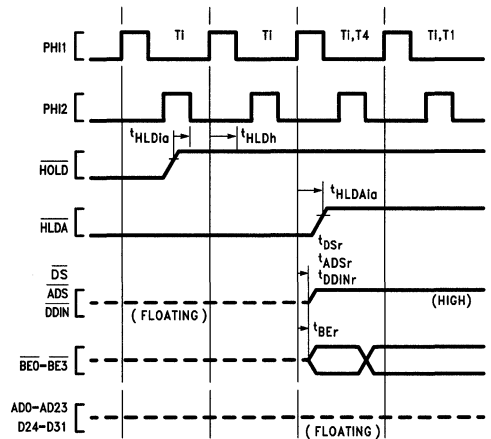 PHI1 Ti Ti Ti,T4 Ti,T1
PHI2
tHLDia tHLDh
HOLD
tHLDAia
HLDA
tDSr
tADSr
tDDINr
DS
ADS
DDIN
(FLOATING)
(HIGH)
tBEr
BE0-BE3
AD0-AD23
D24-D31
(FLOATING)